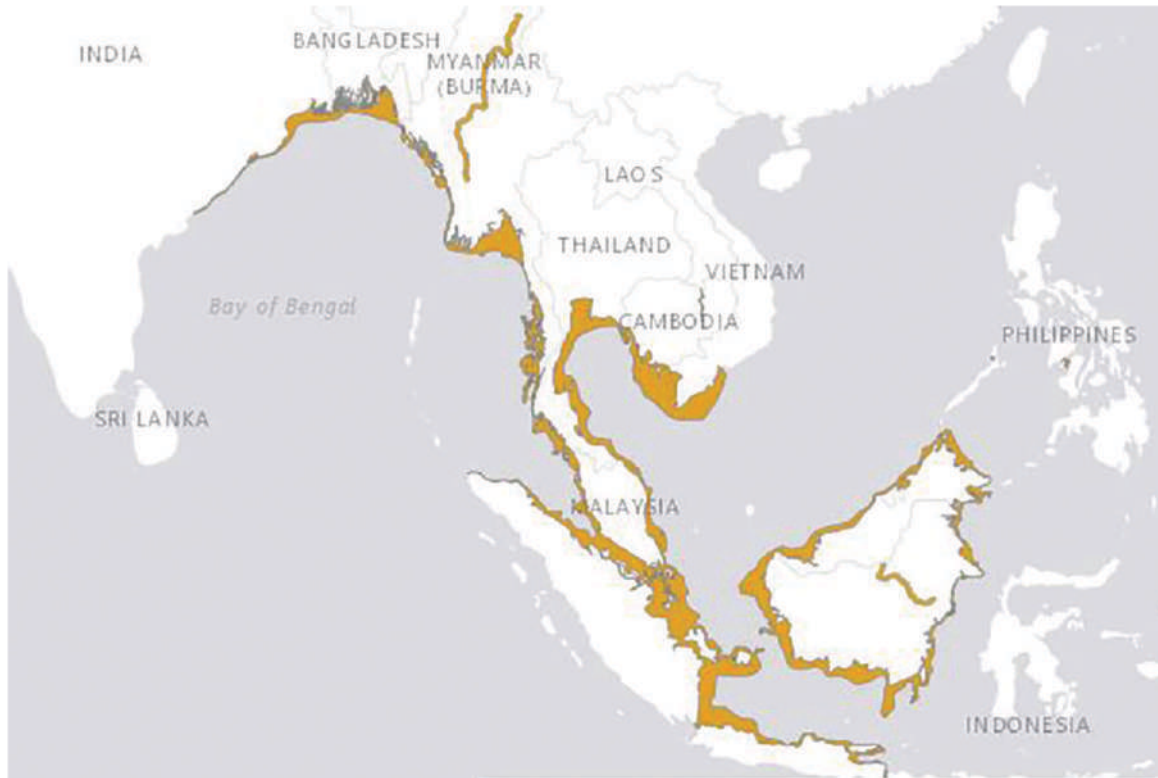 INDIA
BANGLADESH
MYANMAR
(BURMA)
LAOS
THAILAND
VIETNAM
Bay of Bengal
CAMBODIA
PHILIPPINES
SRI LANKA
MALAYSIA
INDONESIA